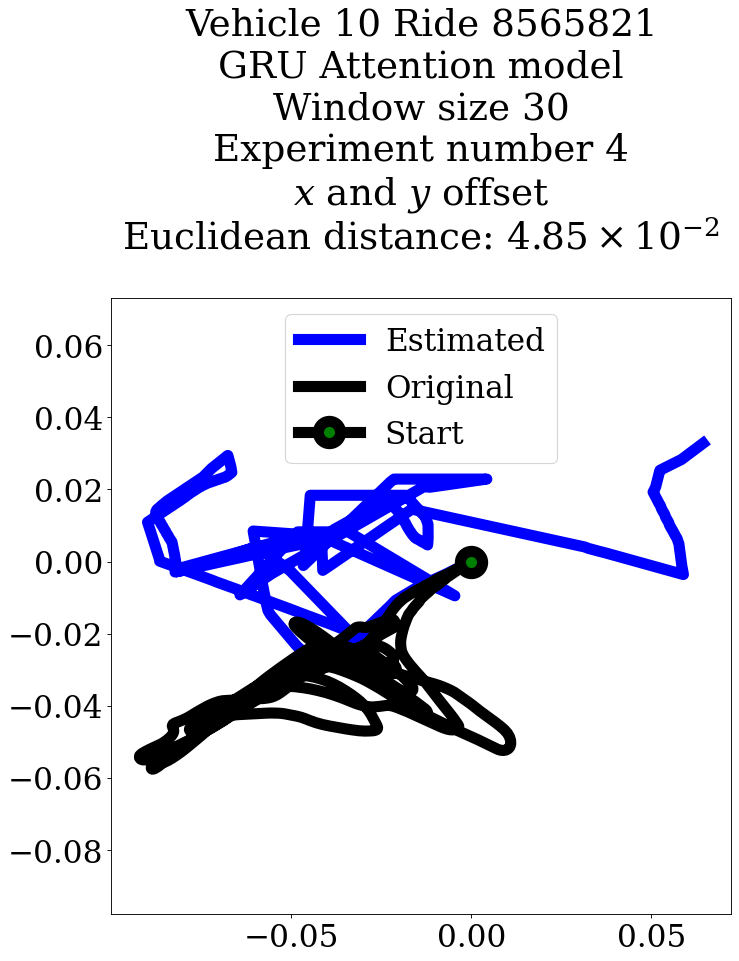 Vehicle 10 Ride 8565821
GRU Attention model
Window size 30
Experiment number 4
x and y offset
Euclidean distance: 4.85 × 10⁻²
Estimated
Original
Start
0.06
0.04
0.02
0.00
−0.02
−0.04
−0.06
−0.08
−0.05 0.00 0.05